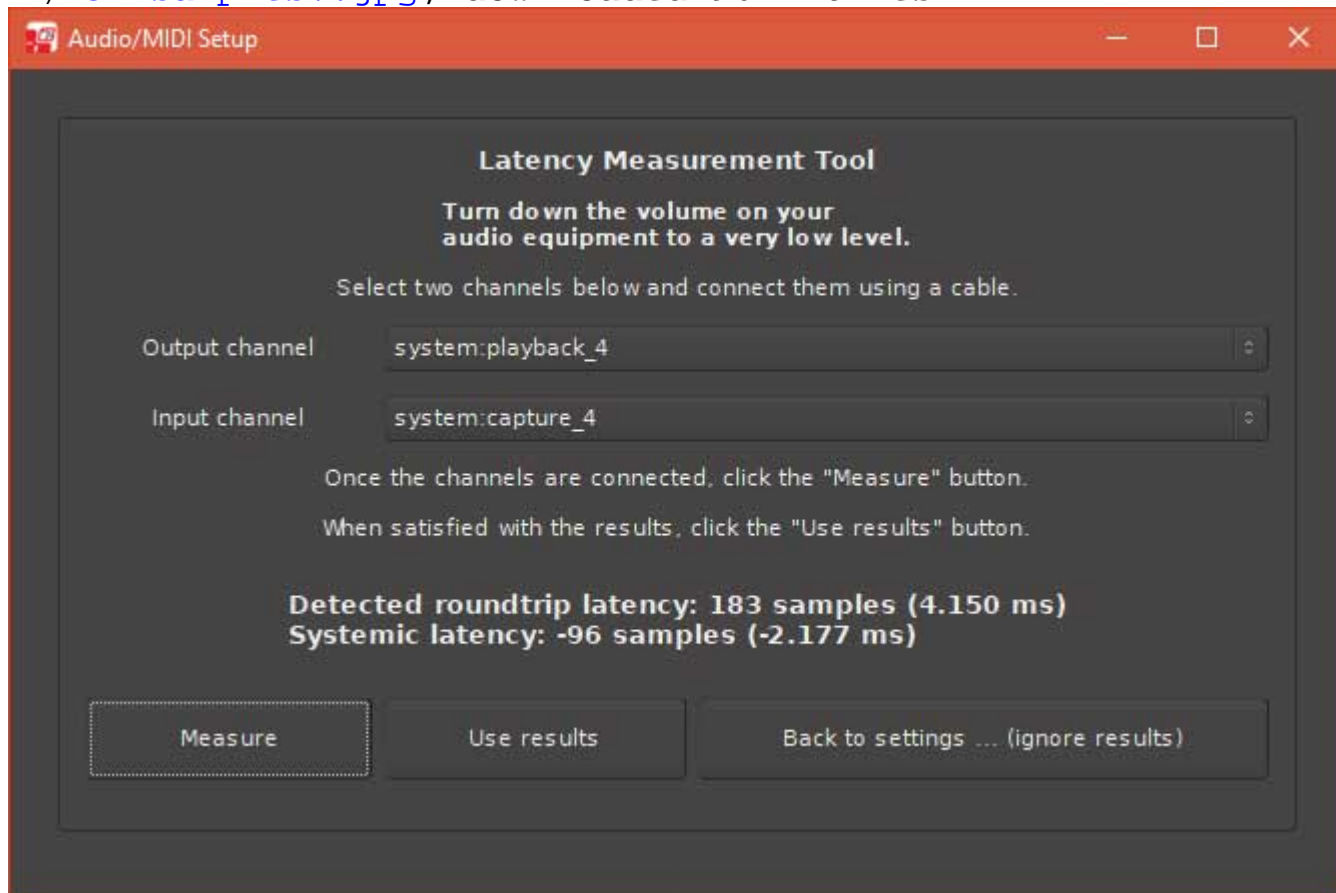 Audio/MIDI Setup
Latency Measurement Tool
Turn down the volume on your
audio equipment to a very low level.
Select two channels below and connect them using a cable.
Output channel system:playback_4
Input channel system:capture_4
Once the channels are connected, click the "Measure" button.
When satisfied with the results, click the "Use results" button.
Detected roundtrip latency: 183 samples (4.150 ms)
Systemic latency: -96 samples (-2.177 ms)
Measure Use results Back to settings ... (ignore results)